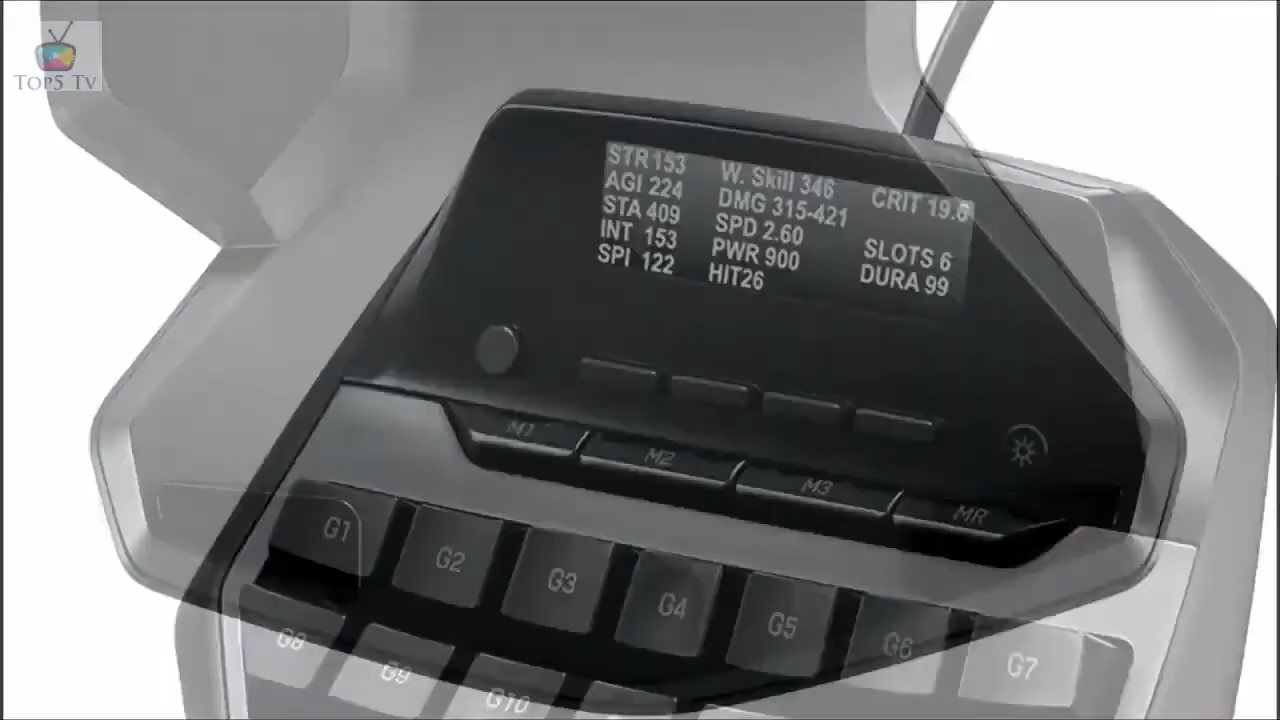 Top5 Tv
STR 153 W. Skill 346 CRIT 19.6
AGI 224 DMG 315-421
STA 409 SPD 2.60 SLOTS 6
INT 153 PWR 900 DURA 99
SPI 122 HIT26
M1 M2 M3 MR
G1 G2 G3 G4 G5 G6 G7
G8 G9 G10